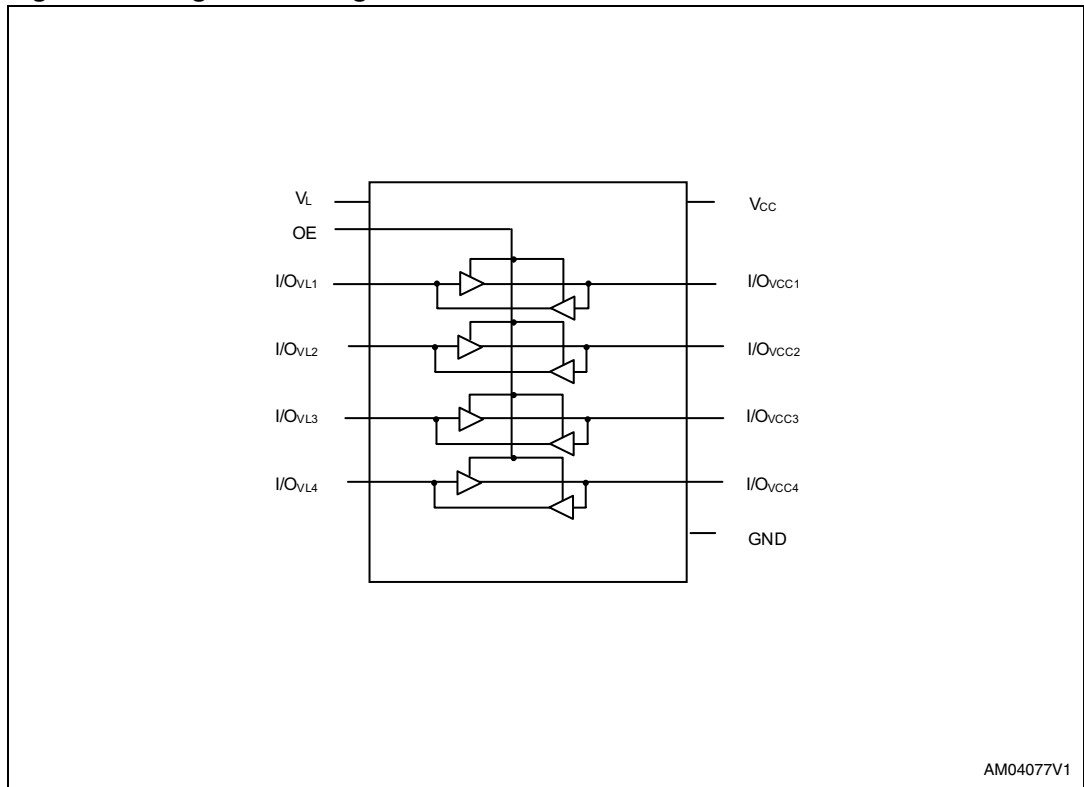 VL
VCC
OE
I/OVL1
I/OVCC1
I/OVL2
I/OVCC2
I/OVL3
I/OVCC3
I/OVL4
I/OVCC4
GND
AM04077V1